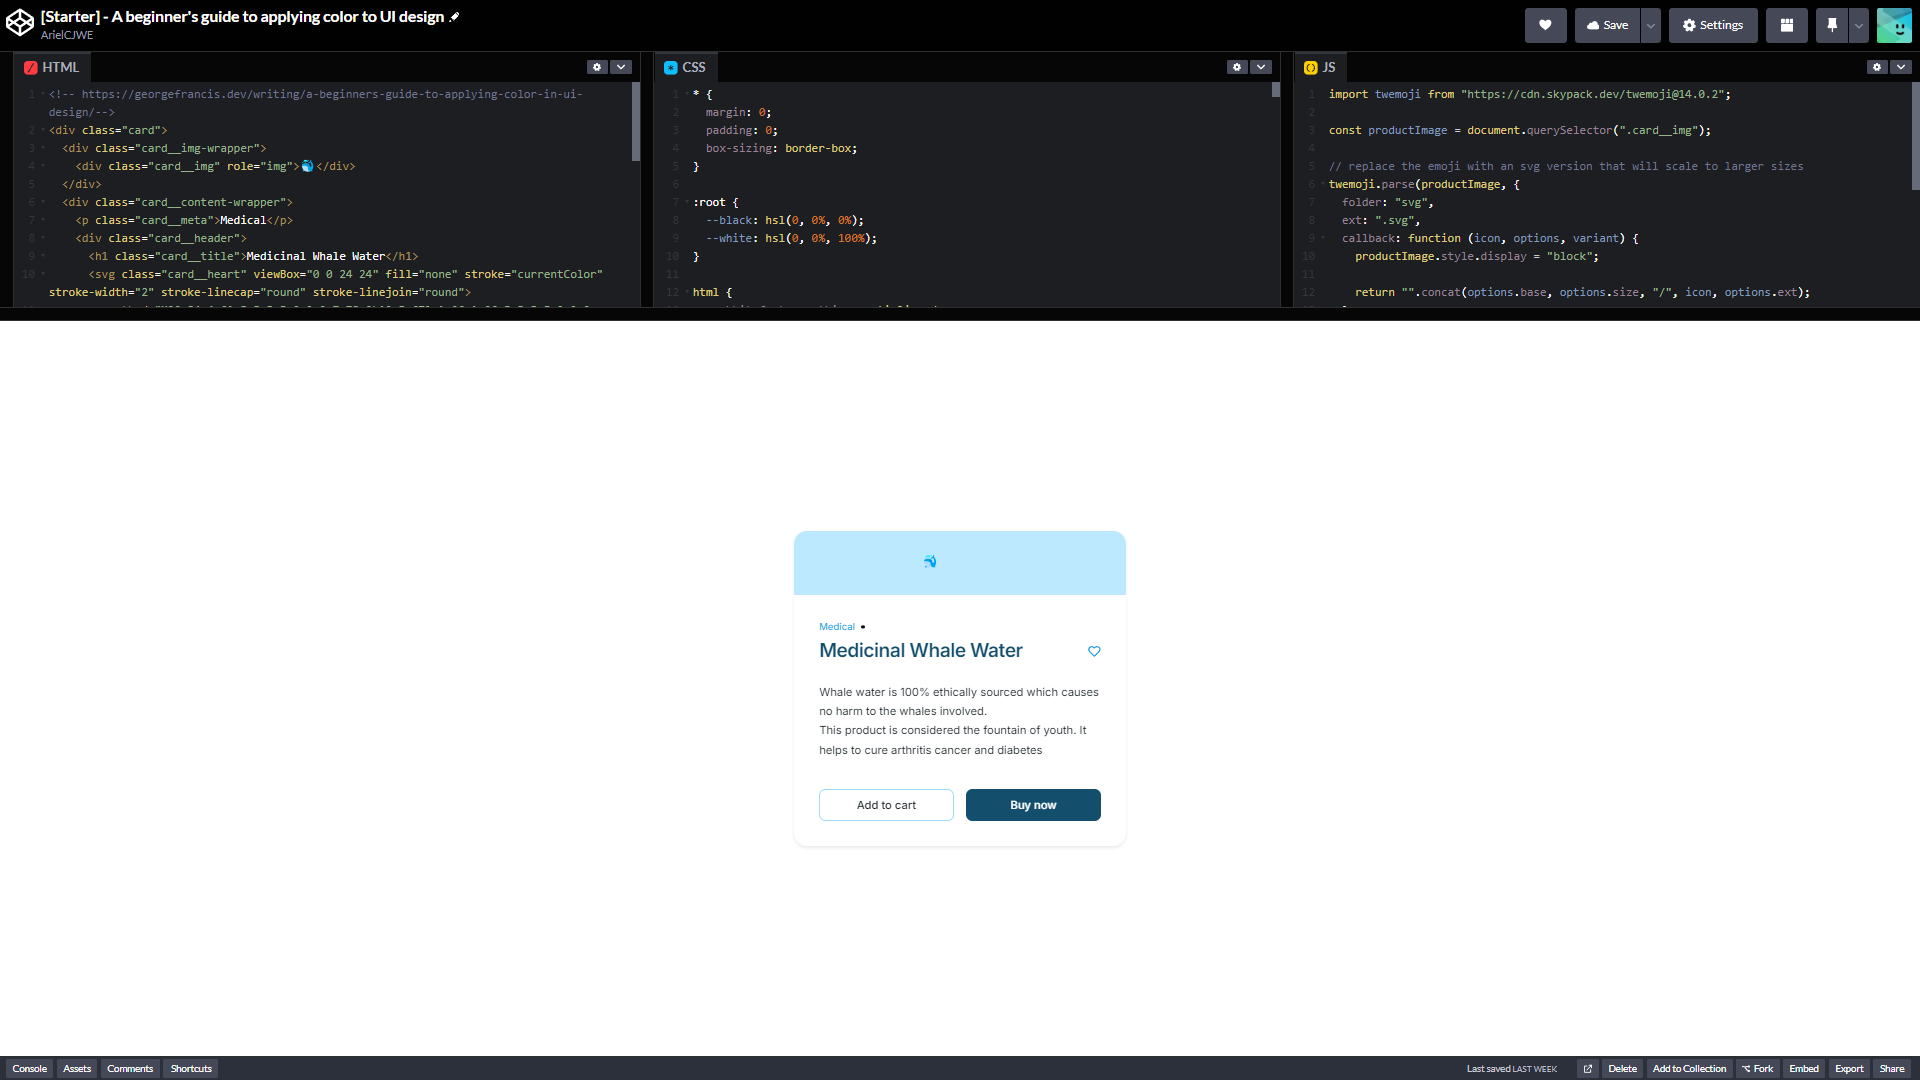 [Starter] - A beginner's guide to applying color to UI design
ArielCJWE
Save
Settings
HTML
1 <!-- https://georgefrancis.dev/writing/a-beginners-guide-to-applying-color-in-ui-
design/-->
2 <div class="card">
3 <div class="card__img-wrapper">
4 <div class="card__img" role="img">🐳</div>
5 </div>
6 <div class="card__content-wrapper">
7 <p class="card__meta">Medical</p>
8 <div class="card__header">
9 <h1 class="card__title">Medicinal Whale Water</h1>
10 <svg class="card__heart" viewBox="0 0 24 24" fill="none" stroke="currentColor"
stroke-width="2" stroke-linecap="round" stroke-linejoin="round">
CSS
1 * {
2 margin: 0;
3 padding: 0;
4 box-sizing: border-box;
5 }
6
7 :root {
8 --black: hsl(0, 0%, 0%);
9 --white: hsl(0, 0%, 100%);
10 }
11
12 html {
JS
1 import twemoji from "https://cdn.skypack.dev/twemoji@14.0.2";
2
3 const productImage = document.querySelector(".card__img");
4
5 // replace the emoji with an svg version that will scale to larger sizes
6 twemoji.parse(productImage, {
7 folder: "svg",
8 ext: ".svg",
9 callback: function (icon, options, variant) {
10 productImage.style.display = "block";
11
12 return "".concat(options.base, options.size, "/", icon, options.ext);
Medical •
Medicinal Whale Water
Whale water is 100% ethically sourced which causes
no harm to the whales involved.
This product is considered the fountain of youth. It
helps to cure arthritis cancer and diabetes
Add to cart
Buy now
Console
Assets
Comments
Shortcuts
Last saved LAST WEEK
Delete
Add to Collection
Fork
Embed
Export
Share